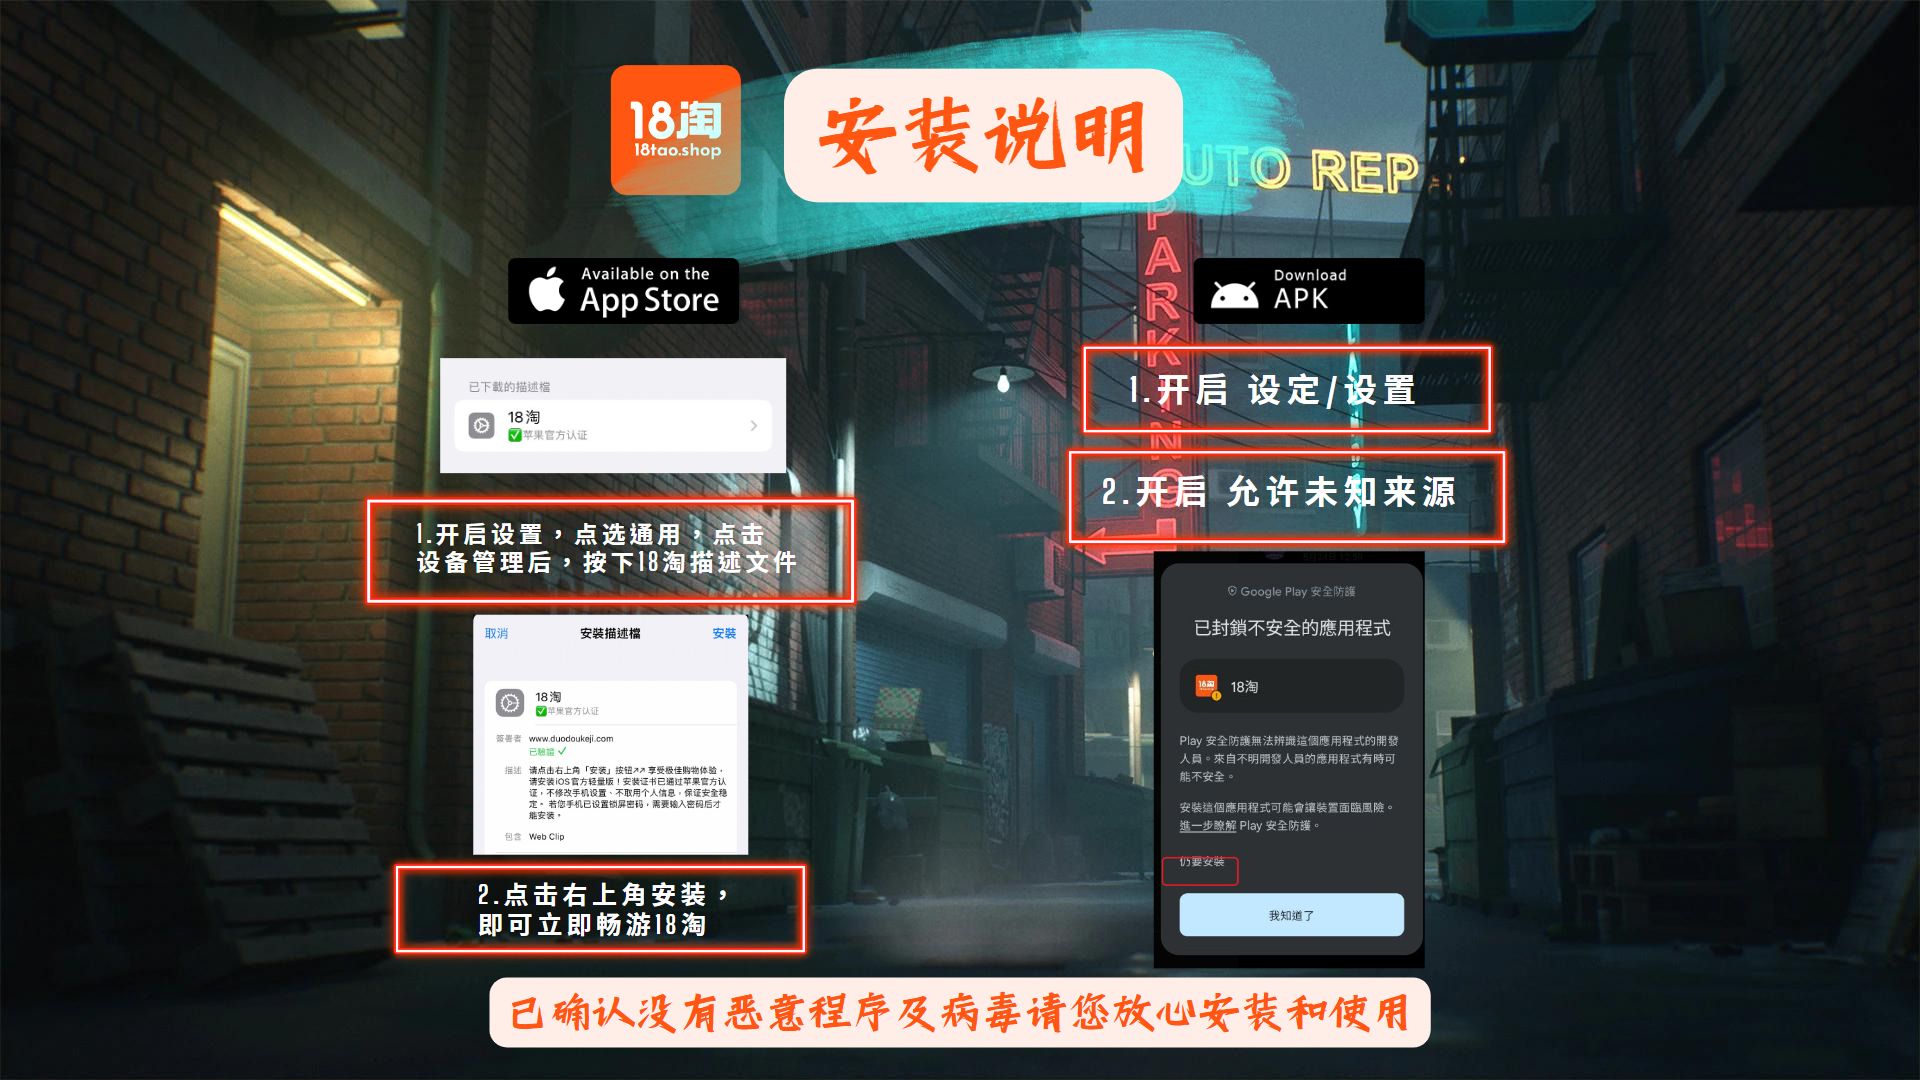 18淘
18tao.shop
安装说明
UTO REP
PARKING
Available on the
App Store
已下載的描述檔
18淘
✅苹果官方认证
1.开启设置，点选通用，点击
设备管理后，按下18淘描述文件
取消 安裝描述檔 安裝
18淘
✅苹果官方认证
簽署者 www.duodoukeji.com
已驗證 ✓
描述 请点击右上角「安装」按钮↗↗ 享受极佳购物体验，
请安装iOS官方轻量版！安装证书已通过苹果官方认
证，不修改手机设置、不取用个人信息，保证安全稳
定。 若您手机已设置锁屏密码，需要输入密码后才
能安装。
包含 Web Clip
2.点击右上角安装，
即可立即畅游18淘
Download
APK
1.开启 设定/设置
2.开启 允许未知来源
Google Play 安全防護
已封鎖不安全的應用程式
18淘
18淘
Play 安全防護無法辨識這個應用程式的開發
人員。來自不明開發人員的應用程式有時可
能不安全。
安裝這個應用程式可能會讓裝置面臨風險。
進一步瞭解 Play 安全防護。
仍要安裝
我知道了
已确认没有恶意程序及病毒请您放心安装和使用